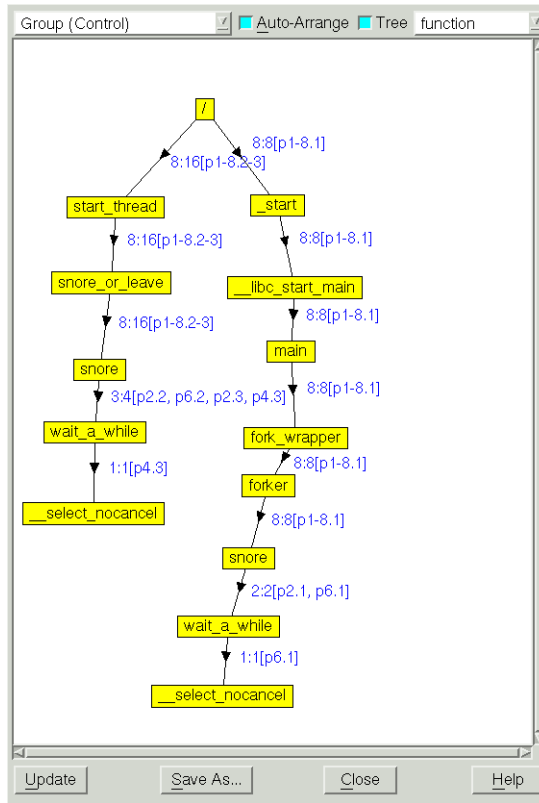 Group (Control) Auto-Arrange Tree function
/
8:8[p1-8.1]
8:16[p1-8.2-3]
start_thread
_start
8:16[p1-8.2-3]
8:8[p1-8.1]
snore_or_leave
__libc_start_main
8:16[p1-8.2-3]
8:8[p1-8.1]
main
snore
3:4[p2.2, p6.2, p2.3, p4.3]
8:8[p1-8.1]
wait_a_while
fork_wrapper
1:1[p4.3]
8:8[p1-8.1]
forker
__select_nocancel
8:8[p1-8.1]
snore
2:2[p2.1, p6.1]
wait_a_while
1:1[p6.1]
__select_nocancel
Update Save As... Close Help